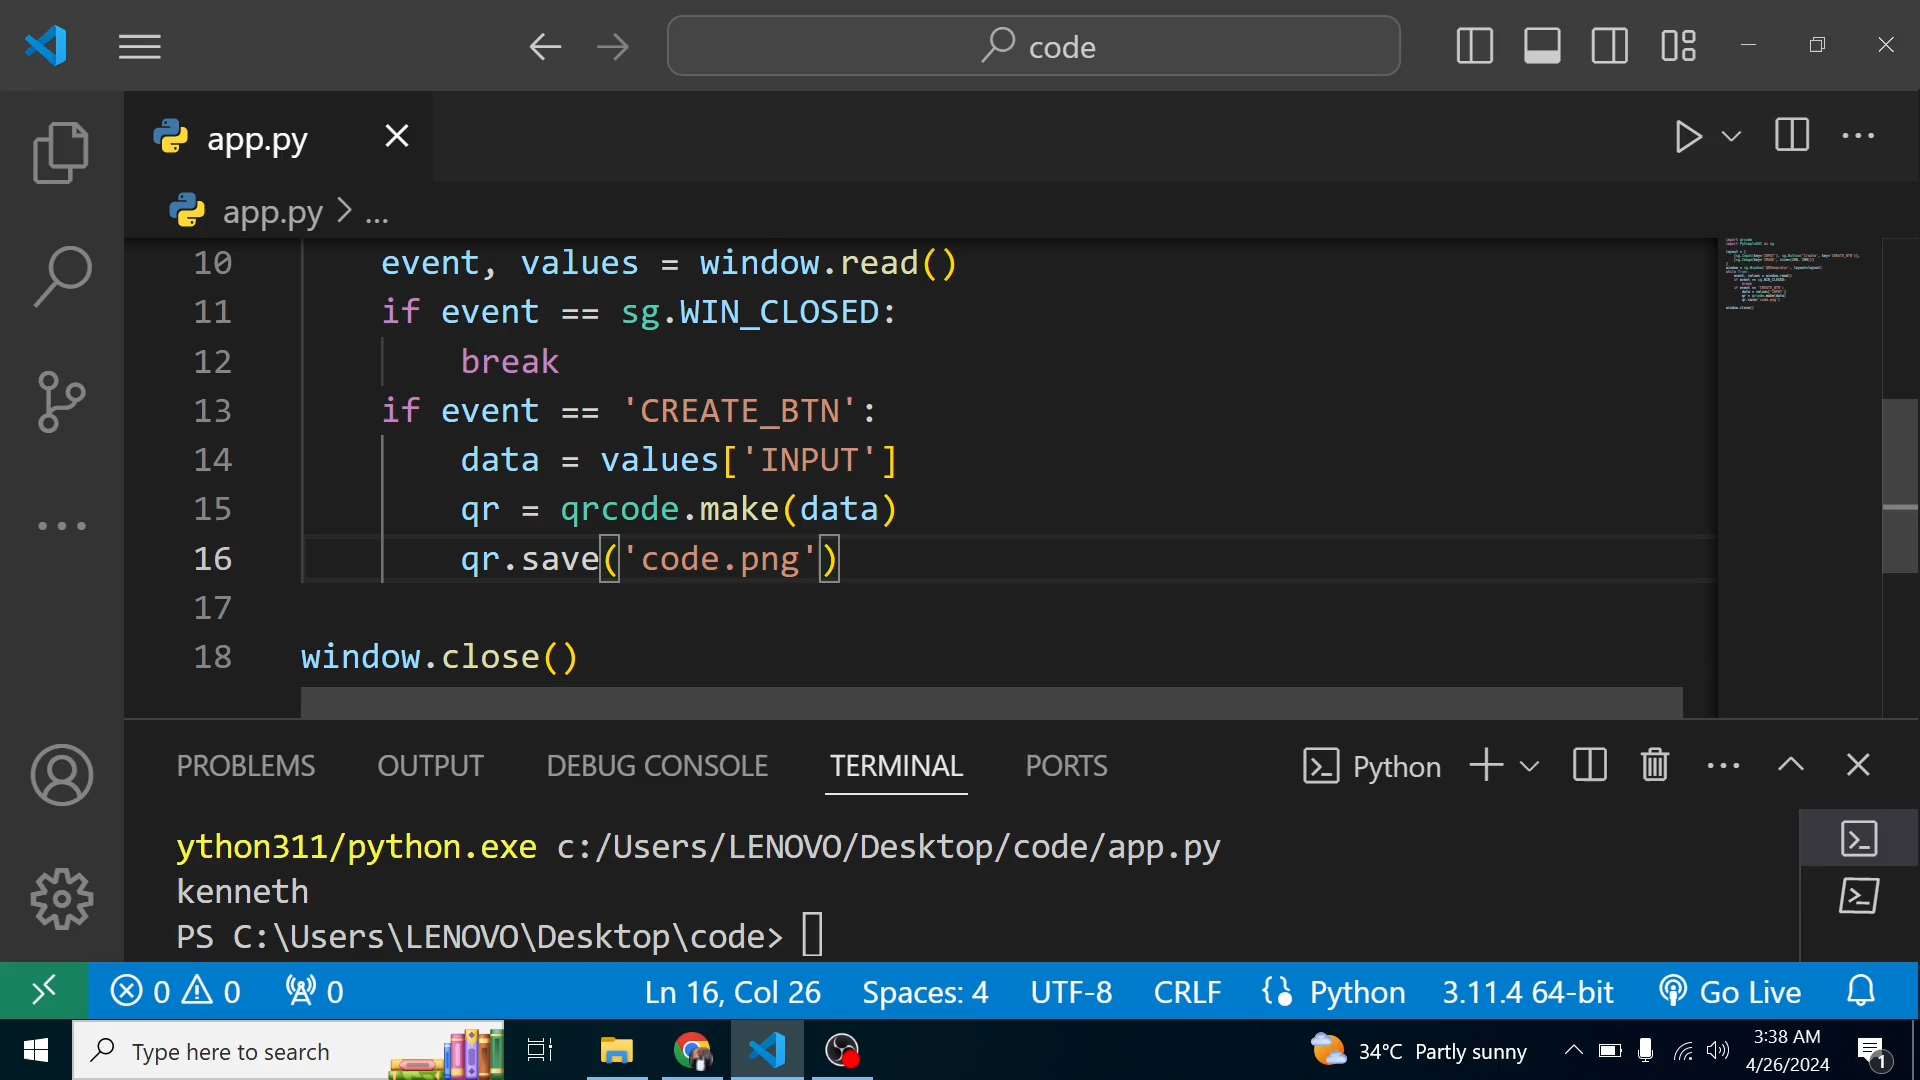 code
app.py
app.py > ...
10 event, values = window.read()
11 if event == sg.WIN_CLOSED:
12 break
13 if event == 'CREATE_BTN':
14 data = values['INPUT']
15 qr = qrcode.make(data)
16 qr.save('code.png')
17
18 window.close()
PROBLEMS OUTPUT DEBUG CONSOLE TERMINAL PORTS Python
ython311/python.exe c:/Users/LENOVO/Desktop/code/app.py
kenneth
PS C:\Users\LENOVO\Desktop\code>
0 0 0 Ln 16, Col 26 Spaces: 4 UTF-8 CRLF Python 3.11.4 64-bit Go Live
Type here to search 34°C Partly sunny 3:38 AM
4/26/2024 1